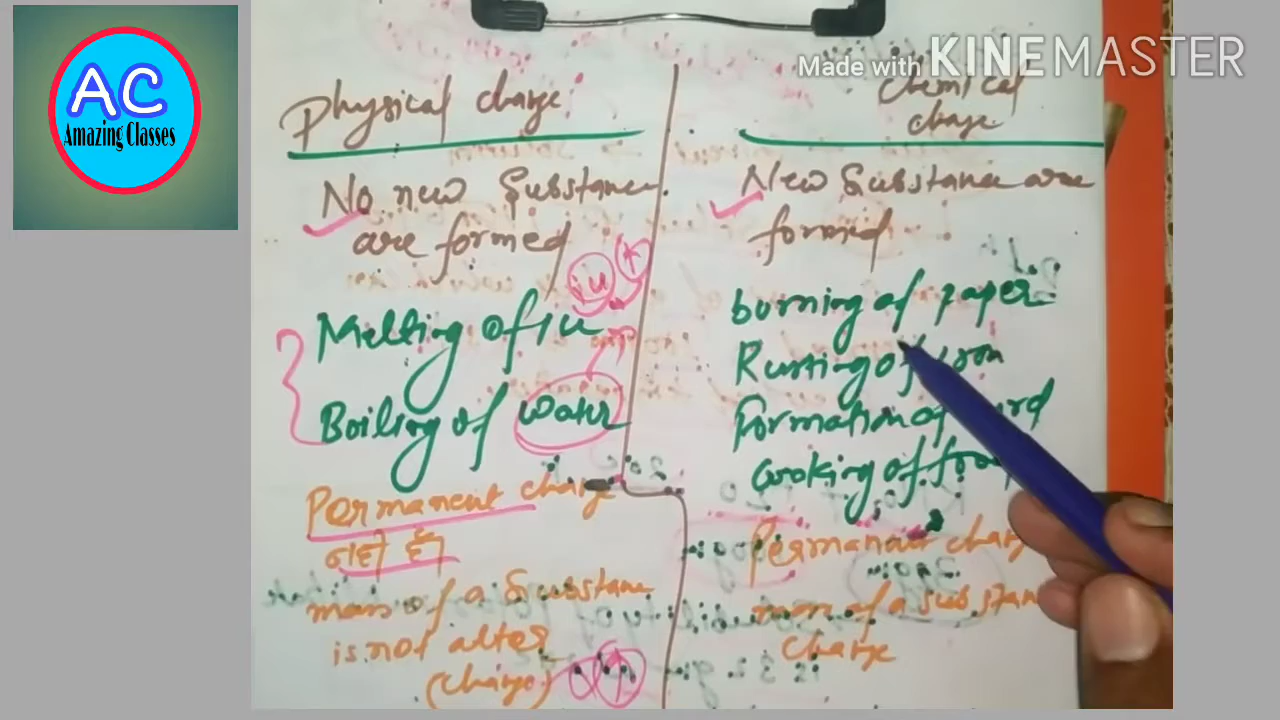 AC
Amazing Classes
Made with KINEMASTER
Physical change
No new Substance
are formed
Melting of ice
Boiling of water
Permanent change
नहीं है
mass of a substance
is not alter
(change)
Chemical
change
New Substance are
formed
burning of paper
Rusting of iron
Formation of
Cooking of food
Permanent change
mass of a substance
change